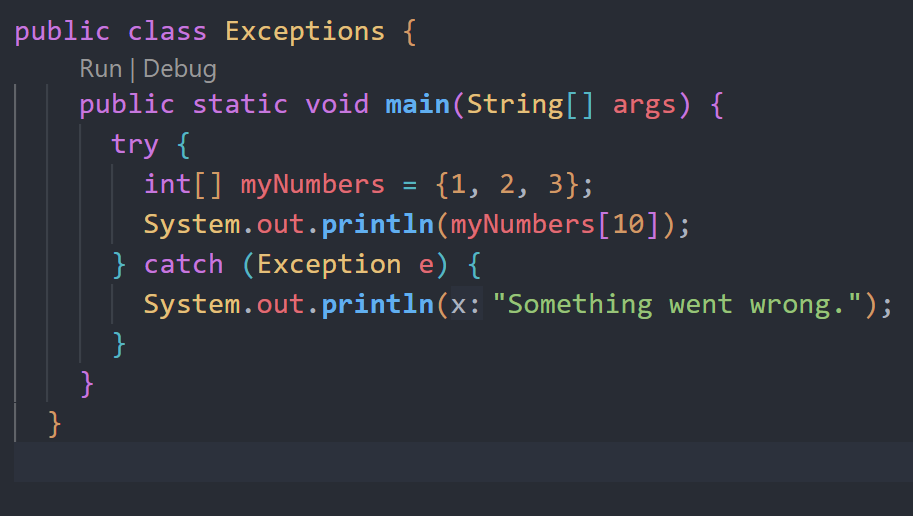 public class Exceptions {
Run | Debug
public static void main(String[] args) {
try {
int[] myNumbers = {1, 2, 3};
System.out.println(myNumbers[10]);
} catch (Exception e) {
System.out.println(x: "Something went wrong.");
}
}
}